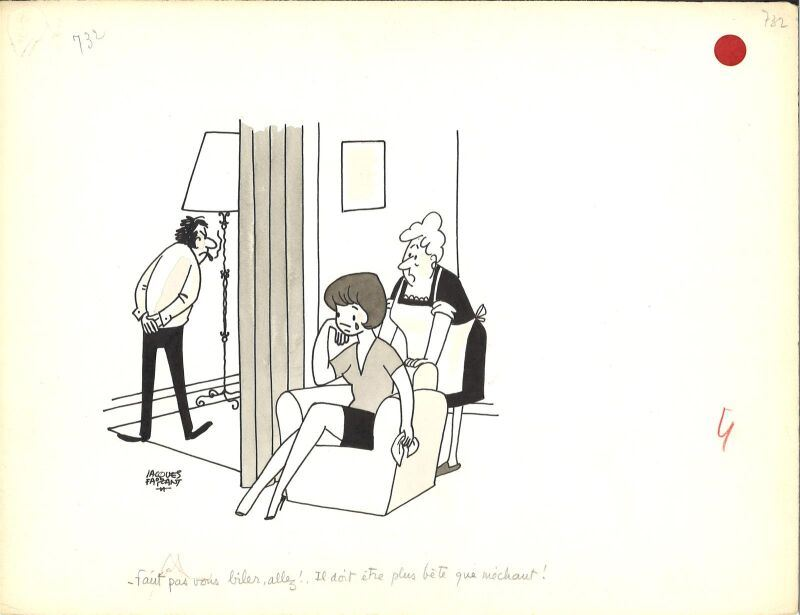 732
732
JACQUES
FAIZANT
4
- Faut pas vous biler, allez!. Il doit être plus bête que méchant!